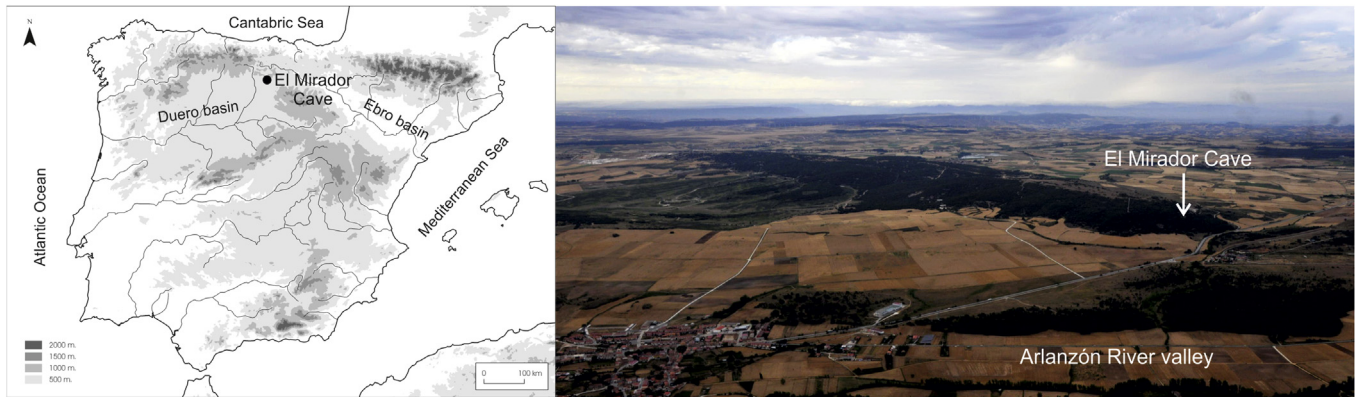 N
Cantabric Sea
El Mirador
Cave
Duero basin
Ebro basin
Mediterranean Sea
Atlantic Ocean
2000 m.
1500 m.
1000 m.
500 m.
0 100 km
El Mirador Cave
Arlanzón River valley